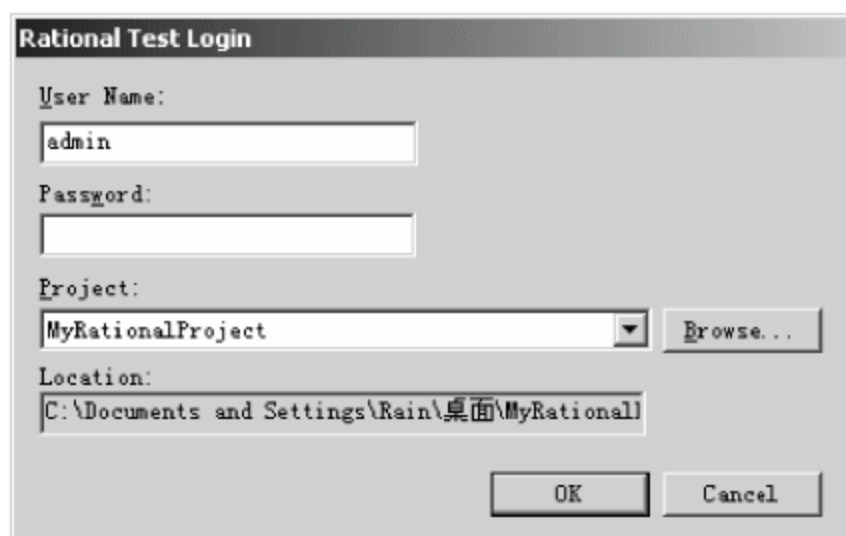 Rational Test Login
User Name:
admin
Password:
Project:
MyRationalProject
Browse...
Location:
C:\Documents and Settings\Rain\桌面\MyRational
OK
Cancel